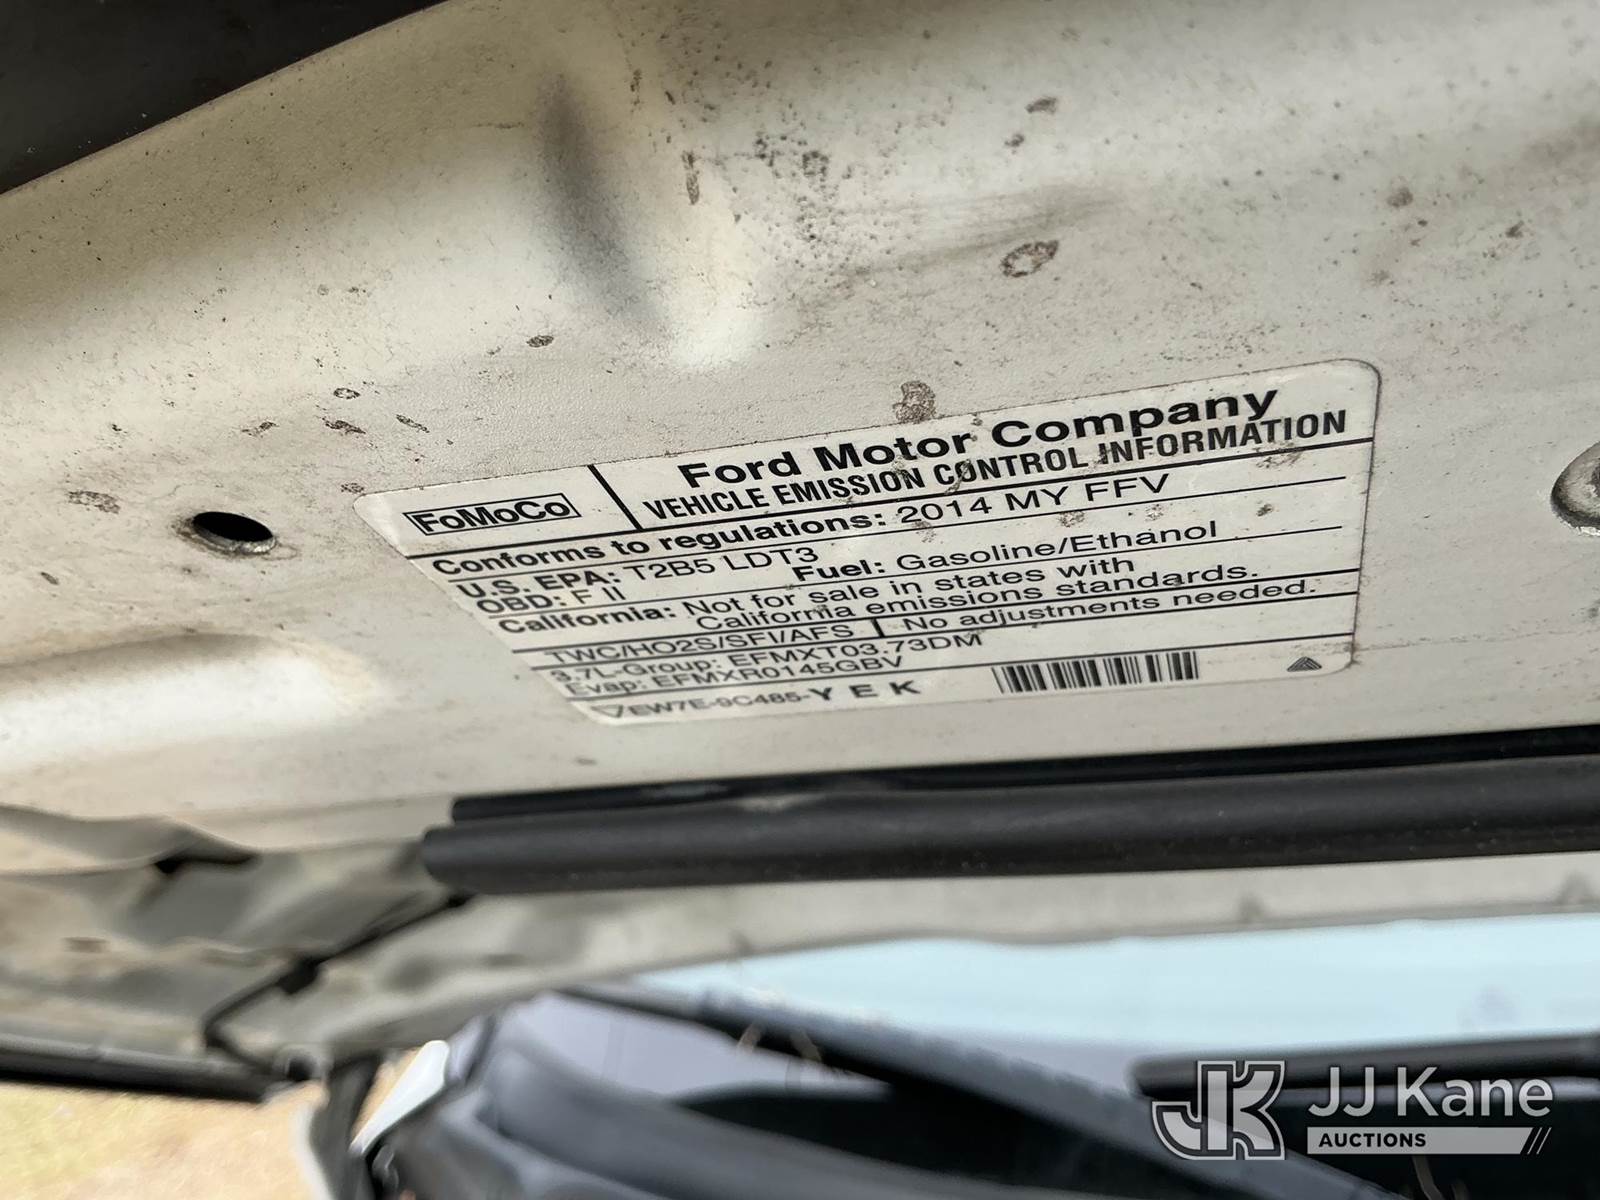 FoMoCo
Ford Motor Company
VEHICLE EMISSION CONTROL INFORMATION
Conforms to regulations: 2014 MY FFV
U.S. EPA: T2B5 LDT3
OBD: F II Fuel: Gasoline/Ethanol
California: Not for sale in states with
California emissions standards.
TWC/HO2S/SFI/AFS No adjustments needed.
3.7L-Group: EFMXT03.73DM
Evap: EFMXR0145GBV
EW7E-9C485-YEK
JK JJ Kane
AUCTIONS